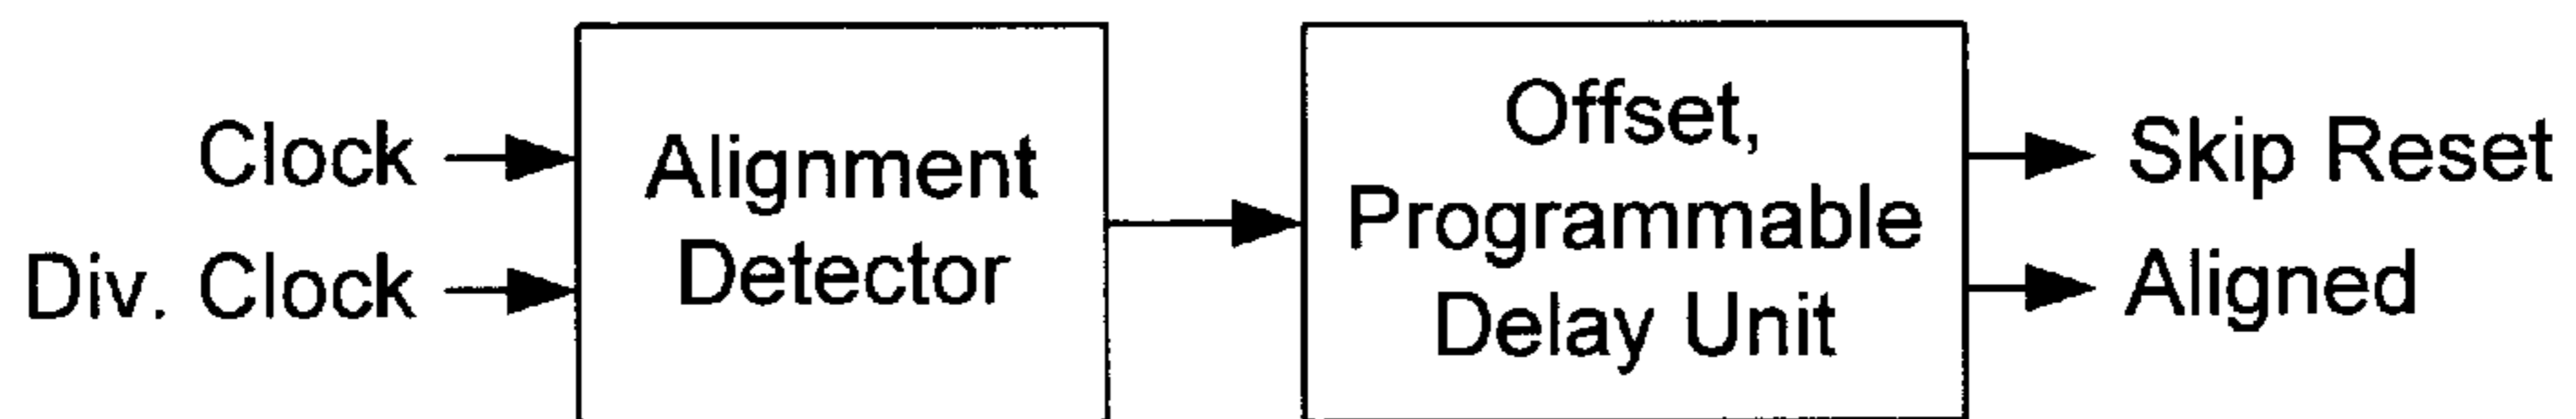 Clock
Div. Clock
Alignment
Detector
Offset,
Programmable
Delay Unit
Skip Reset
Aligned